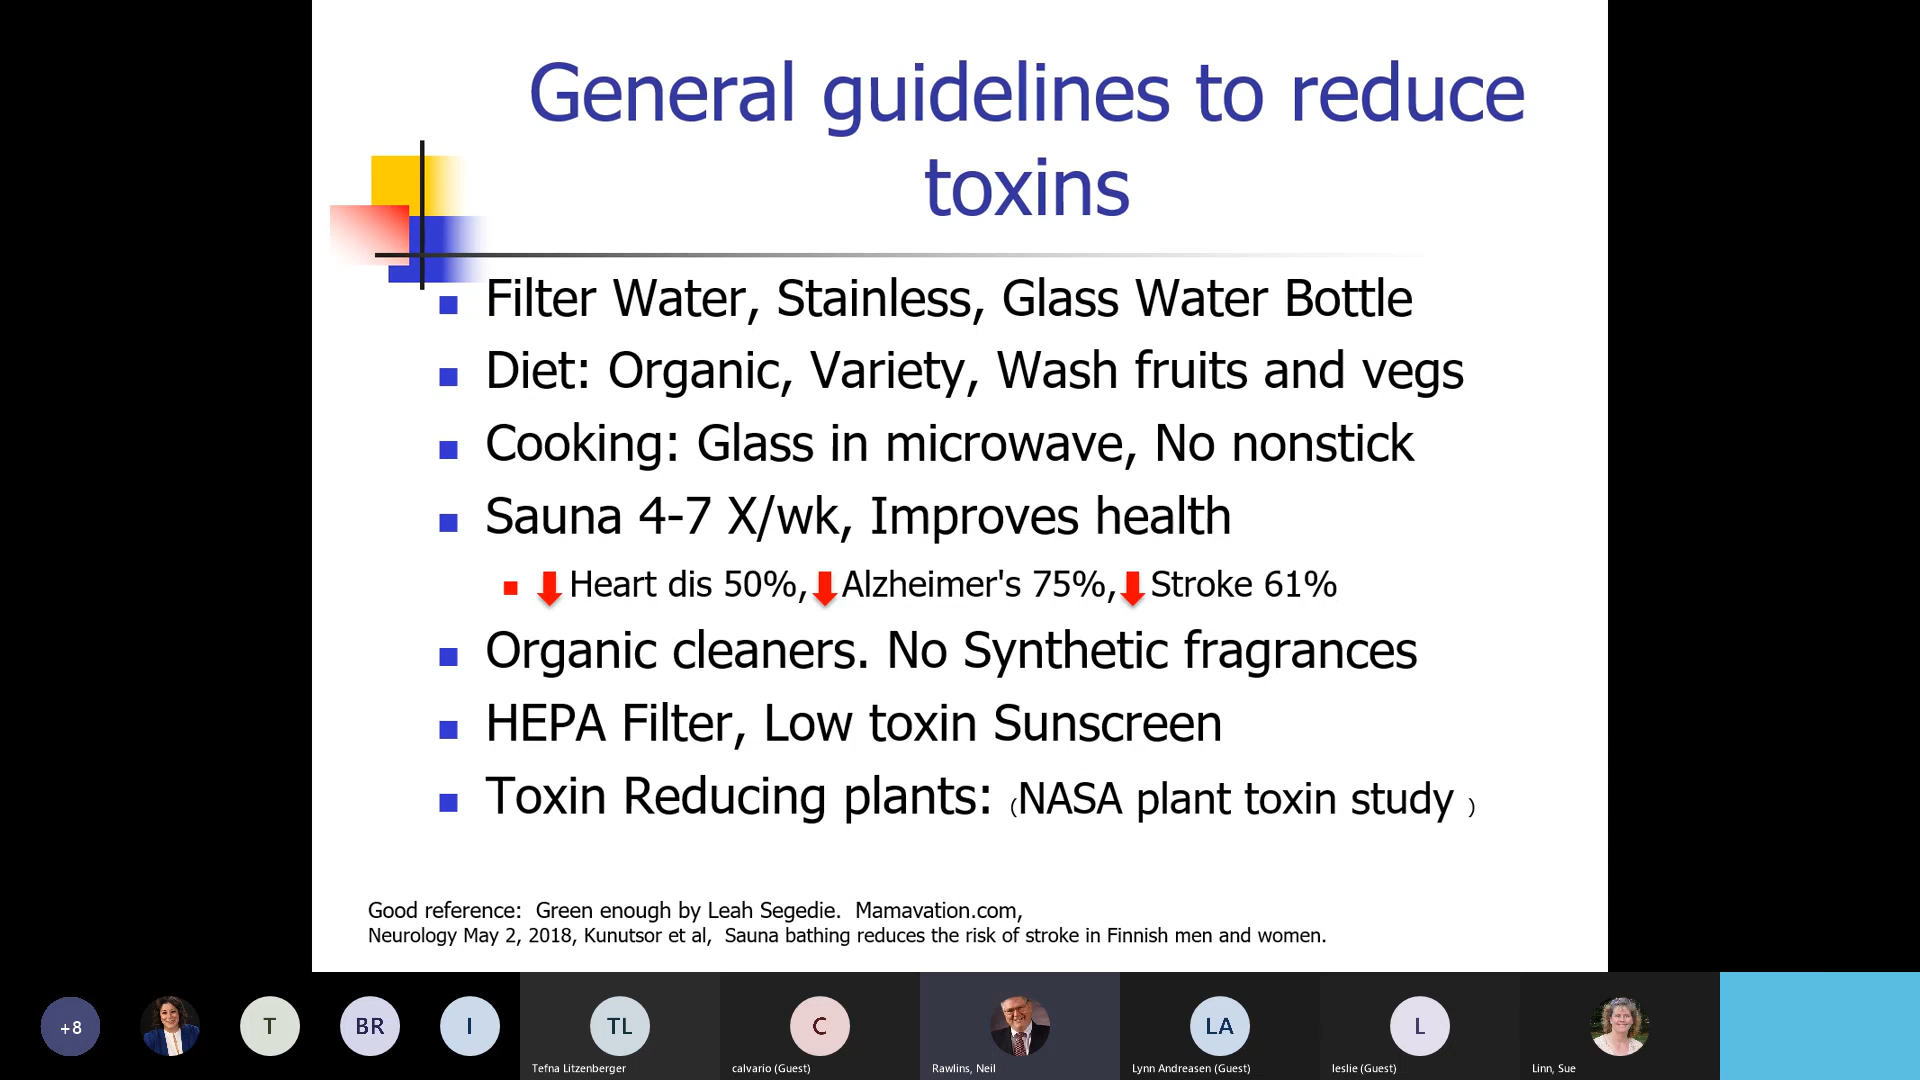 General guidelines to reduce
toxins
Filter Water, Stainless, Glass Water Bottle
Diet: Organic, Variety, Wash fruits and vegs
Cooking: Glass in microwave, No nonstick
Sauna 4-7 X/wk, Improves health
Heart dis 50%, Alzheimer's 75%, Stroke 61%
Organic cleaners. No Synthetic fragrances
HEPA Filter, Low toxin Sunscreen
Toxin Reducing plants: (NASA plant toxin study )
Good reference: Green enough by Leah Segedie. Mamavation.com,
Neurology May 2, 2018, Kunutsor et al, Sauna bathing reduces the risk of stroke in Finnish men and women.
+8
T
BR
I
TL
C
LA
L
Tefna Litzenberger
calvario (Guest)
Rawlins, Neil
Lynn Andreasen (Guest)
leslie (Guest)
Linn, Sue